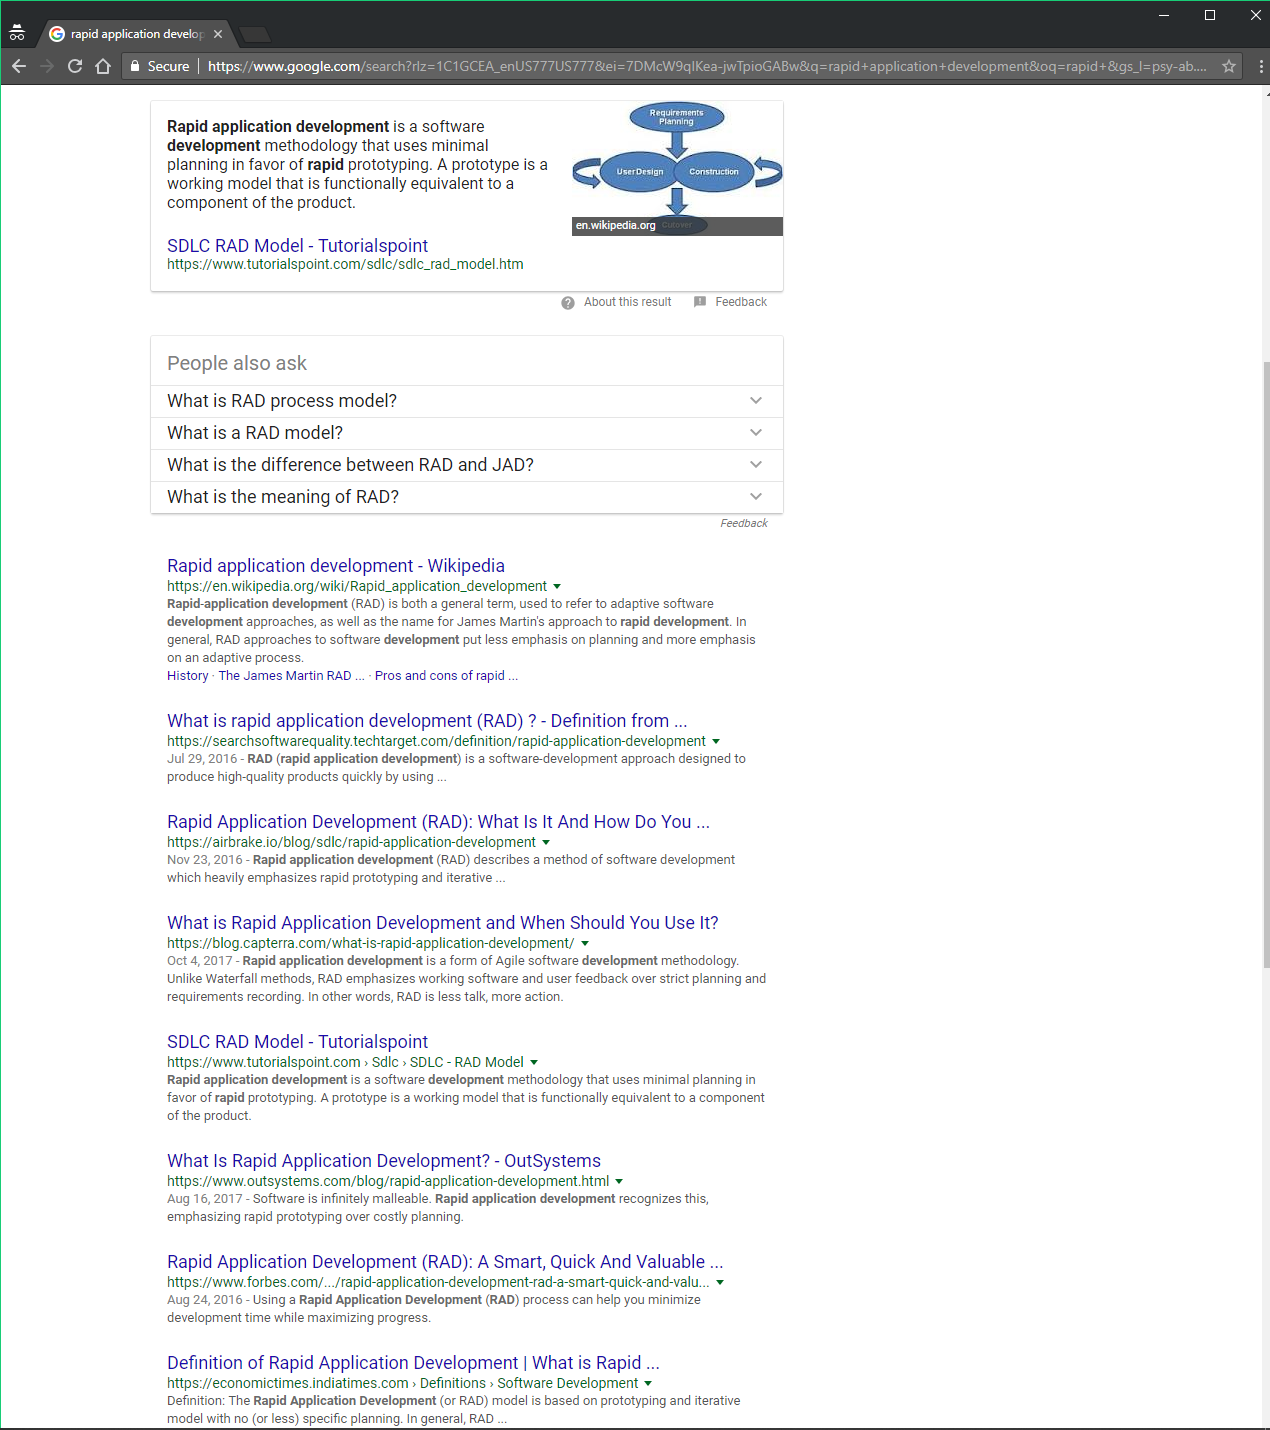 rapid application develop
Secure
https://www.google.com/search?rlz=1C1GCEA_enUS777US777&ei=7DMcW9qIKea-jwTpioGABw&q=rapid+application+development&oq=rapid+&gs_l=psy-ab....
Rapid application development is a software
development methodology that uses minimal
planning in favor of rapid prototyping. A prototype is a
working model that is functionally equivalent to a
component of the product.
Requirements
Planning
User Design
Construction
Cutover
en.wikipedia.org
SDLC RAD Model - Tutorialspoint
https://www.tutorialspoint.com/sdlc/sdlc_rad_model.htm
About this result
Feedback
People also ask
What is RAD process model?
What is a RAD model?
What is the difference between RAD and JAD?
What is the meaning of RAD?
Feedback
Rapid application development - Wikipedia
https://en.wikipedia.org/wiki/Rapid_application_development
Rapid-application development (RAD) is both a general term, used to refer to adaptive software
development approaches, as well as the name for James Martin's approach to rapid development. In
general, RAD approaches to software development put less emphasis on planning and more emphasis
on an adaptive process.
History · The James Martin RAD ... · Pros and cons of rapid ...
What is rapid application development (RAD) ? - Definition from ...
https://searchsoftwarequality.techtarget.com/definition/rapid-application-development
Jul 29, 2016 - RAD (rapid application development) is a software-development approach designed to
produce high-quality products quickly by using ...
Rapid Application Development (RAD): What Is It And How Do You ...
https://airbrake.io/blog/sdlc/rapid-application-development
Nov 23, 2016 - Rapid application development (RAD) describes a method of software development
which heavily emphasizes rapid prototyping and iterative ...
What is Rapid Application Development and When Should You Use It?
https://blog.capterra.com/what-is-rapid-application-development/
Oct 4, 2017 - Rapid application development is a form of Agile software development methodology.
Unlike Waterfall methods, RAD emphasizes working software and user feedback over strict planning and
requirements recording. In other words, RAD is less talk, more action.
SDLC RAD Model - Tutorialspoint
https://www.tutorialspoint.com › Sdlc › SDLC - RAD Model
Rapid application development is a software development methodology that uses minimal planning in
favor of rapid prototyping. A prototype is a working model that is functionally equivalent to a component
of the product.
What Is Rapid Application Development? - OutSystems
https://www.outsystems.com/blog/rapid-application-development.html
Aug 16, 2017 - Software is infinitely malleable. Rapid application development recognizes this,
emphasizing rapid prototyping over costly planning.
Rapid Application Development (RAD): A Smart, Quick And Valuable ...
https://www.forbes.com/.../rapid-application-development-rad-a-smart-quick-and-valu...
Aug 24, 2016 - Using a Rapid Application Development (RAD) process can help you minimize
development time while maximizing progress.
Definition of Rapid Application Development | What is Rapid ...
https://economictimes.indiatimes.com › Definitions › Software Development
Definition: The Rapid Application Development (or RAD) model is based on prototyping and iterative
model with no (or less) specific planning. In general, RAD ...